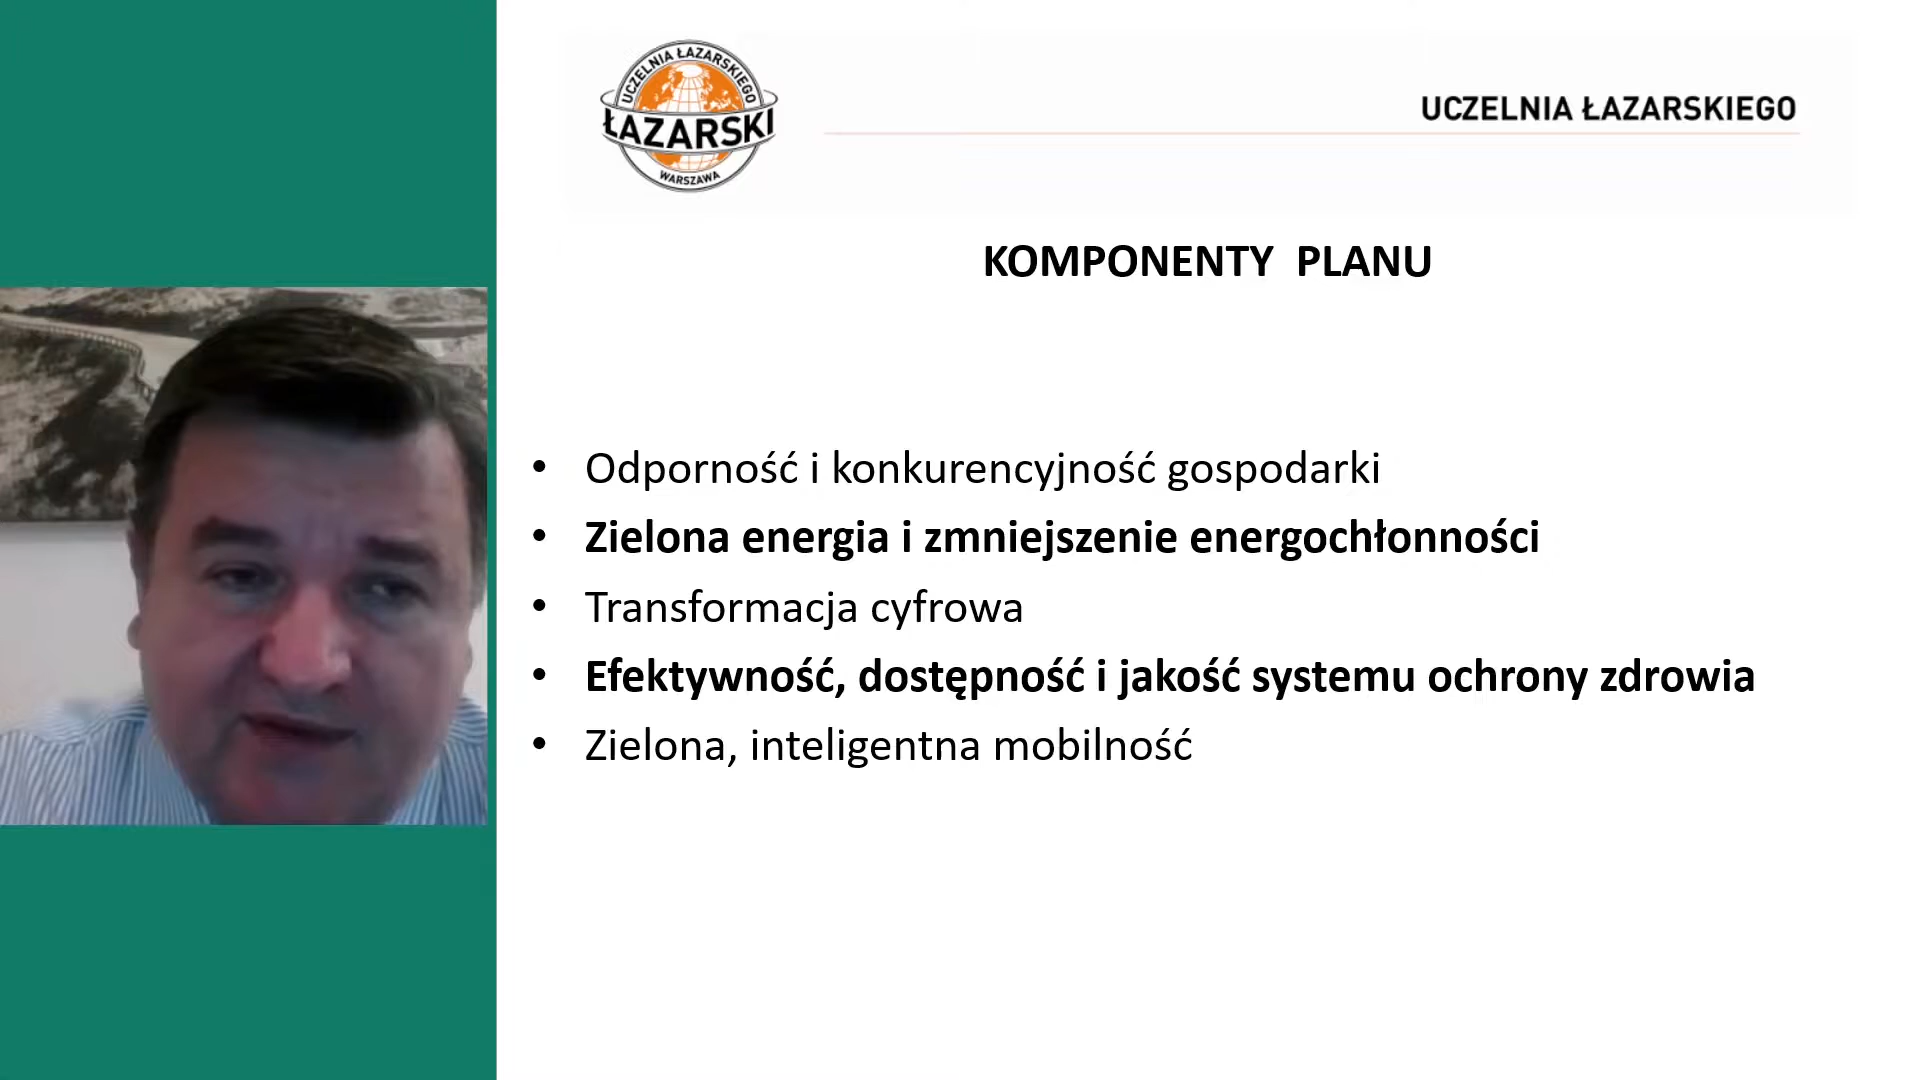 UCZELNIA ŁAZARSKIEGO
ŁAZARSKI
WARSZAWA
UCZELNIA ŁAZARSKIEGO
KOMPONENTY PLANU
• Odporność i konkurencyjność gospodarki
• Zielona energia i zmniejszenie energochłonności
• Transformacja cyfrowa
• Efektywność, dostępność i jakość systemu ochrony zdrowia
• Zielona, inteligentna mobilność